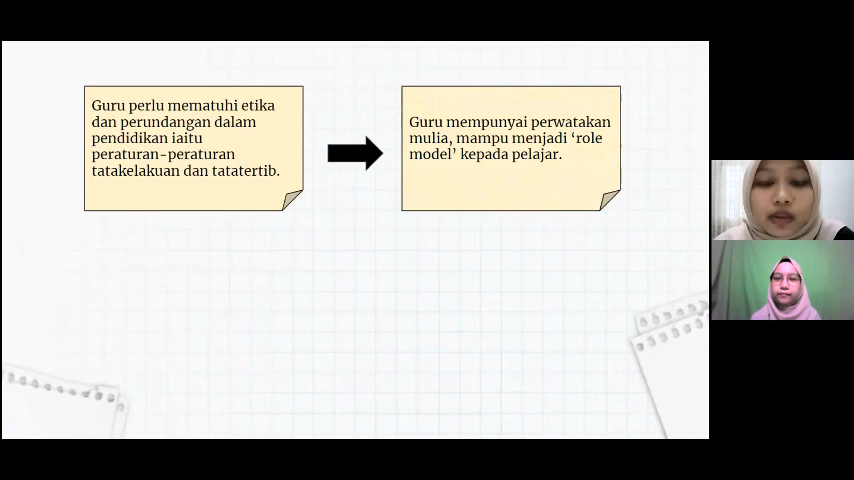 Guru perlu mematuhi etika
dan perundangan dalam
pendidikan iaitu
peraturan-peraturan
tatakelakuan dan tatatertib.
Guru mempunyai perwatakan
mulia, mampu menjadi ‘role
model’ kepada pelajar.